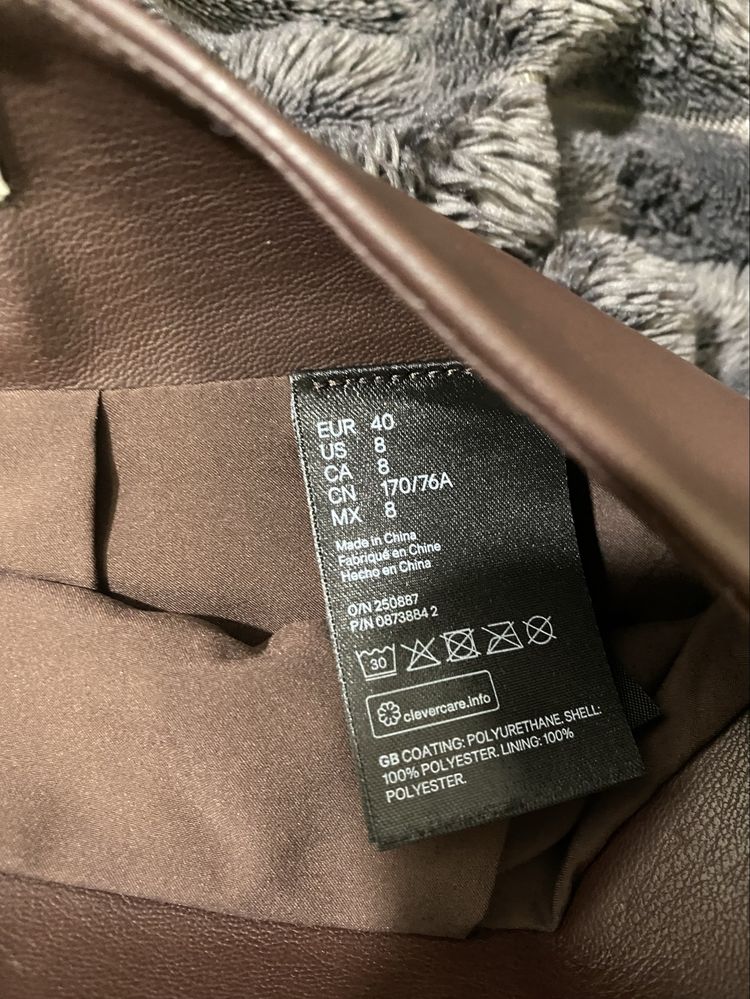 EUR 40
US 8
CA 8
CN 170/76A
MX 8
Made in China
Fabriqué en Chine
Hecho en China
O/N 250887
P/N 0873884 2
30
clevercare.info
GB COATING: POLYURETHANE. SHELL:
100% POLYESTER. LINING: 100%
POLYESTER.